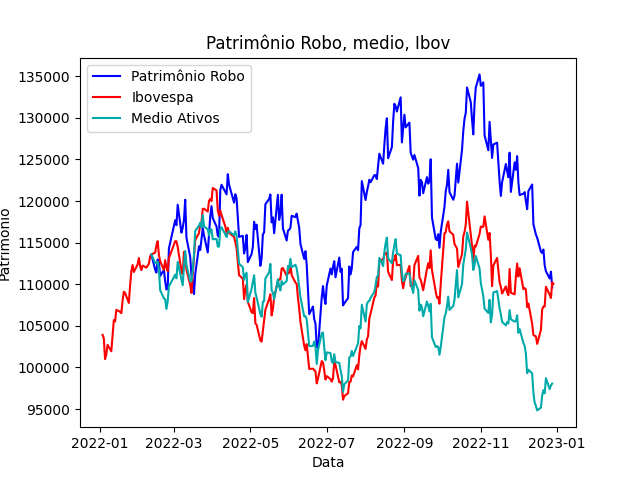 Patrimônio Robo, medio, Ibov
Patrimônio Robo
Ibovespa
Medio Ativos
135000
130000
125000
120000
115000
110000
105000
100000
95000
Patrimonio
2022-01 2022-03 2022-05 2022-07 2022-09 2022-11 2023-01
Data